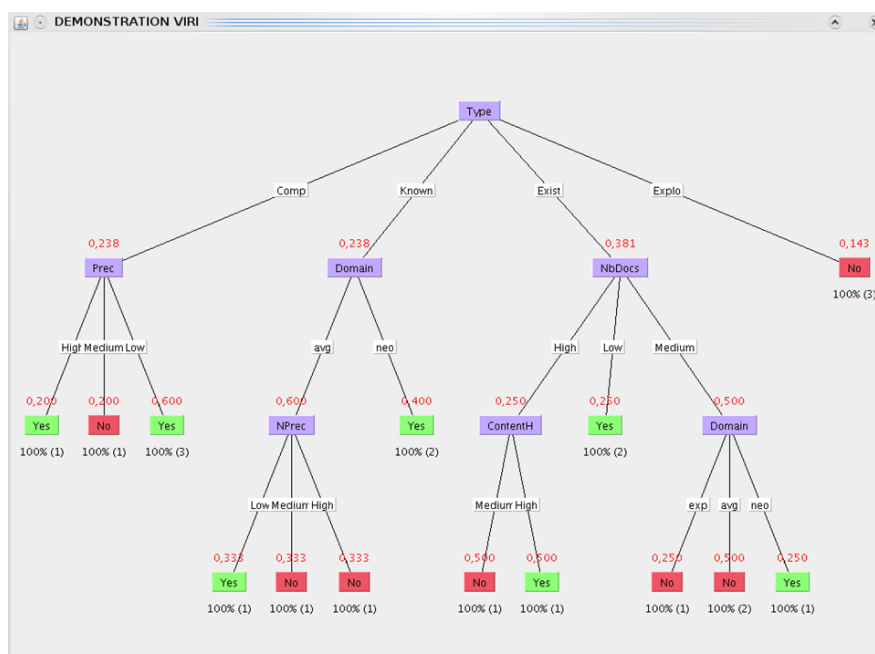 DEMONSTRATION VIRI
Type
Comp Known Exist Explo
0,238 0,238 0,381 0,143
Prec Domain NbDocs No
100% (3)
High Medium Low avg neo High Low Medium
0,200 0,200 0,600 0,600 0,400 0,250 0,250 0,500
Yes No Yes NPrec Yes ContentH Yes Domain
100% (1) 100% (1) 100% (3) 100% (2) 100% (2)
Low Medium High Medium High exp avg neo
0,333 0,333 0,333 0,500 0,500 0,250 0,500 0,250
Yes No No No Yes No No Yes
100% (1) 100% (1) 100% (1) 100% (1) 100% (1) 100% (1) 100% (2) 100% (1)